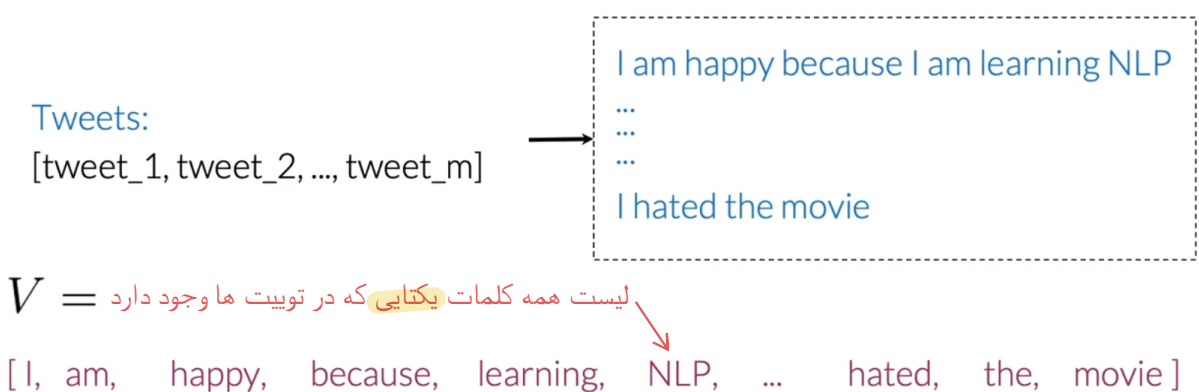 Tweets:
[tweet_1, tweet_2, ..., tweet_m]
I am happy because I am learning NLP
...
...
...
I hated the movie
V = لیست همه کلمات یکتایی که در توییت ها وجود دارد
[ I, am, happy, because, learning, NLP, ... hated, the, movie ]